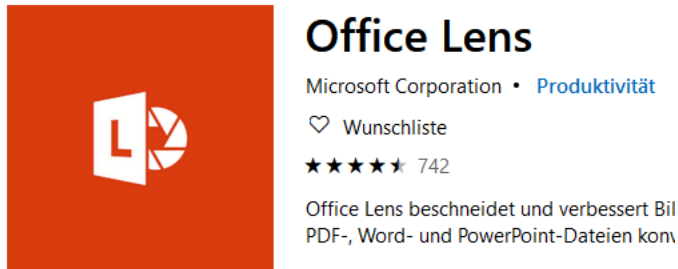 Office Lens
Microsoft Corporation • Produktivität
Wunschliste
742
L
Office Lens beschneidet und verbessert
PDF-, Word- und PowerPoint-Dateien